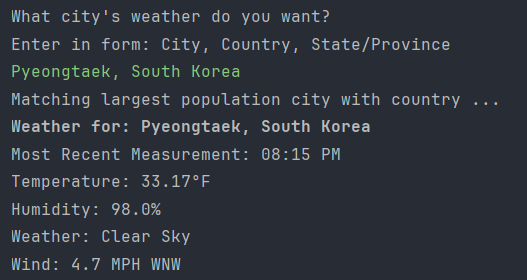 What city's weather do you want?
Enter in form: City, Country, State/Province
Pyeongtaek, South Korea
Matching largest population city with country ...
Weather for: Pyeongtaek, South Korea
Most Recent Measurement: 08:15 PM
Temperature: 33.17°F
Humidity: 98.0%
Weather: Clear Sky
Wind: 4.7 MPH WNW